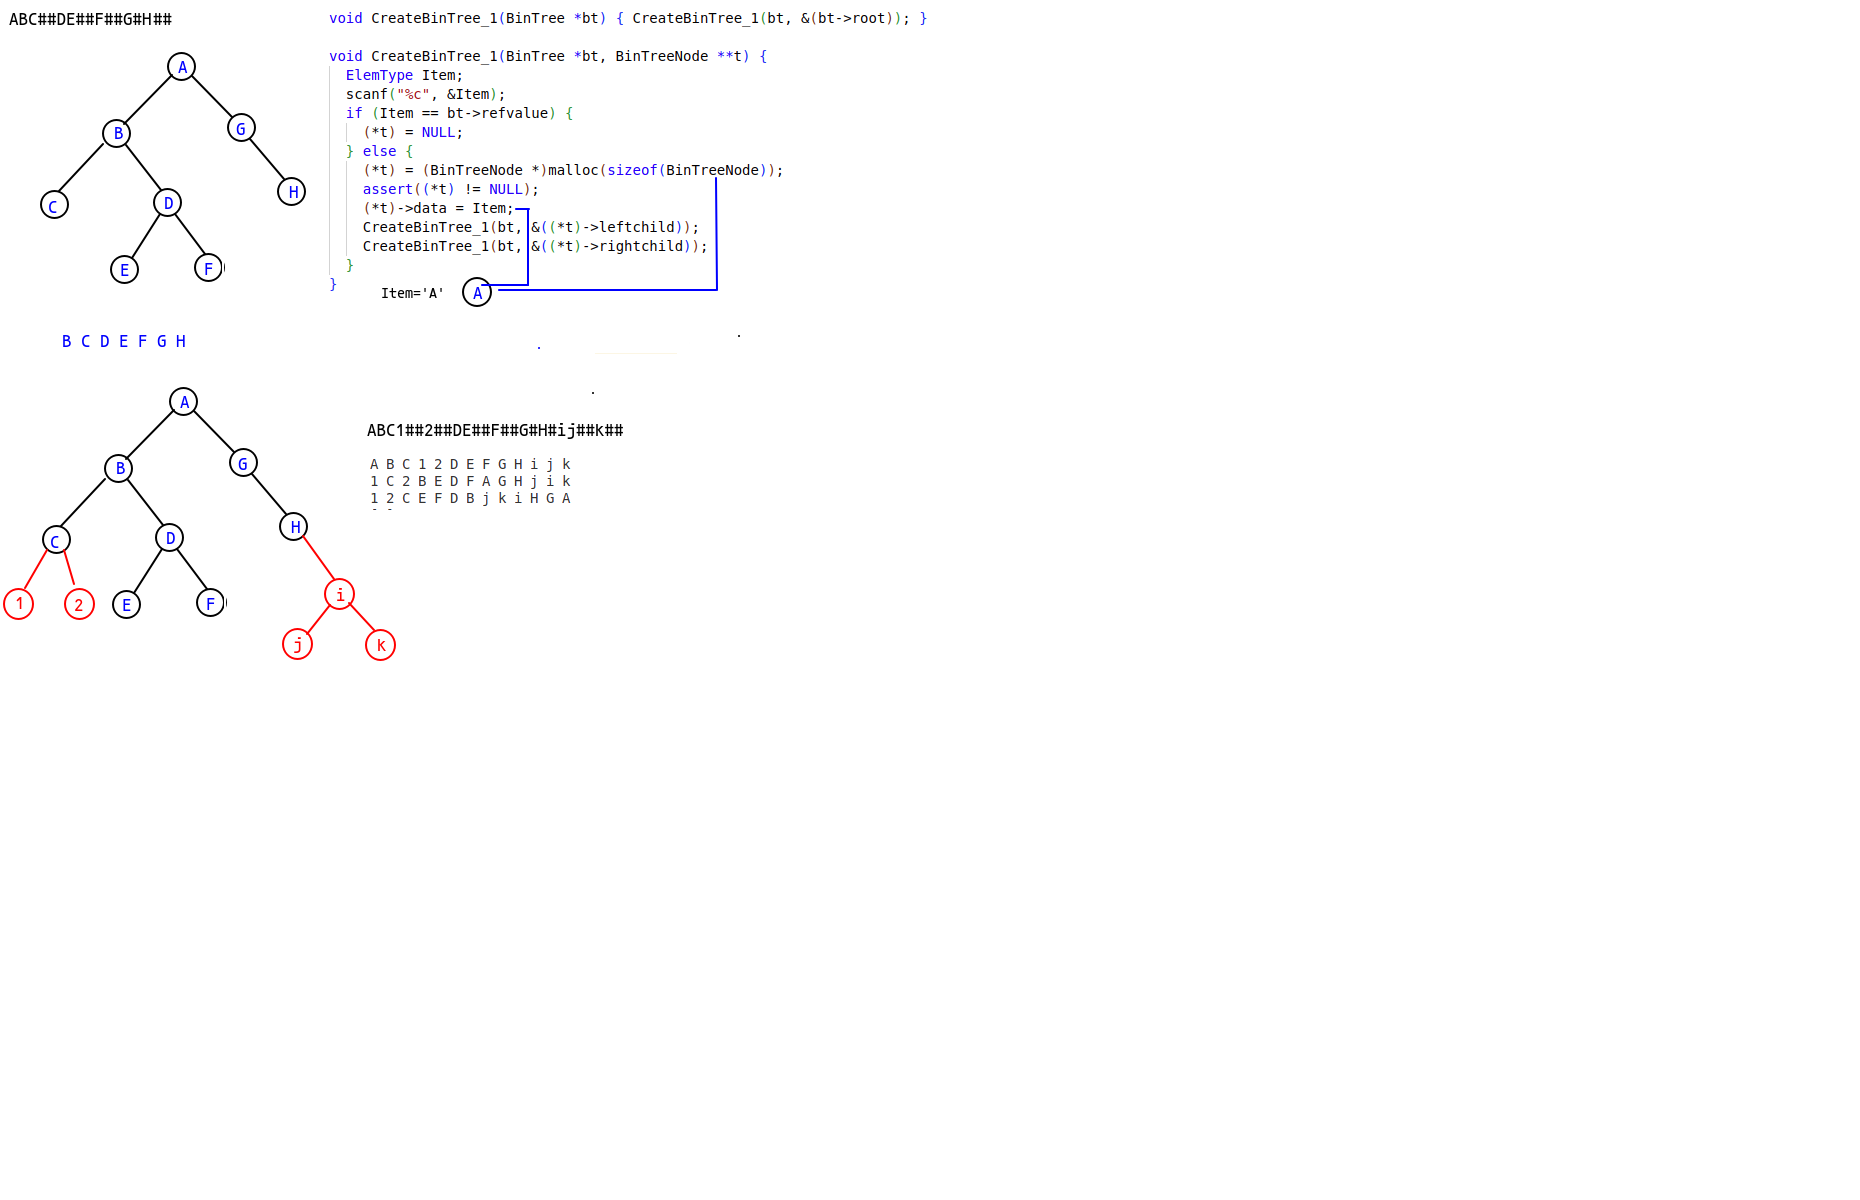 ABC##DE##F##G#H##
A
B
G
C
D
H
E
F
void CreateBinTree_1(BinTree *bt) { CreateBinTree_1(bt, &(bt->root)); }
void CreateBinTree_1(BinTree *bt, BinTreeNode **t) {
ElemType Item;
scanf("%c", &Item);
if (Item == bt->refvalue) {
(*t) = NULL;
} else {
(*t) = (BinTreeNode *)malloc(sizeof(BinTreeNode));
assert((*t) != NULL);
(*t)->data = Item;
CreateBinTree_1(bt, &((*t)->leftchild));
CreateBinTree_1(bt, &((*t)->rightchild));
}
}
Item='A' A
B C D E F G H
A
B
G
C
D
H
1
2
E
F
i
j
k
ABC1##2##DE##F##G#H#ij##k##
A B C 1 2 D E F G H i j k
1 C 2 B E D F A G H j i k
1 2 C E F D B j k i H G A